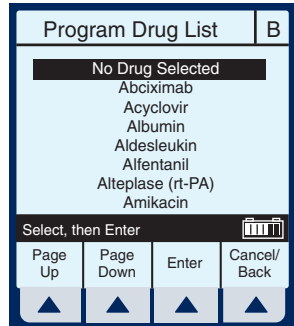 Program Drug List B
No Drug Selected
Abciximab
Acyclovir
Albumin
Aldesleukin
Alfentanil
Alteplase (rt-PA)
Amikacin
Select, then Enter
Page Up
Page Down
Enter
Cancel/ Back